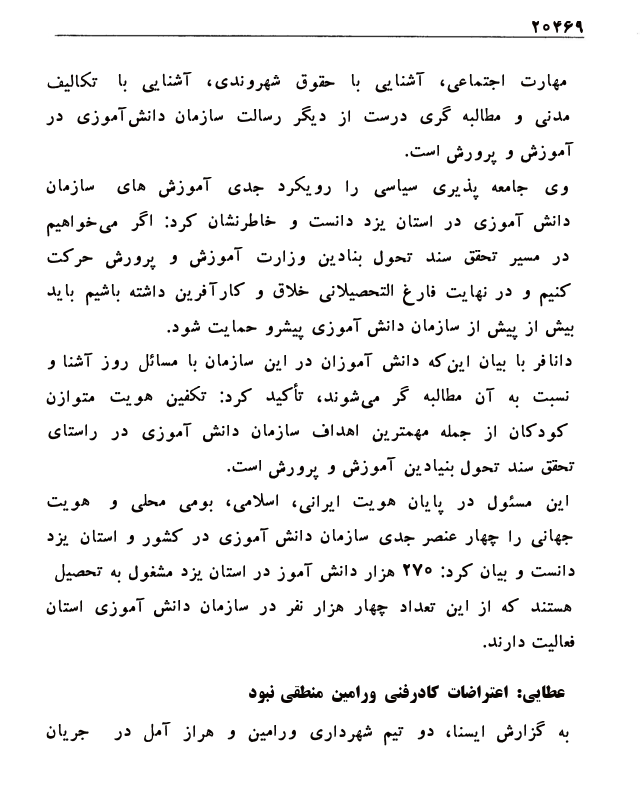 ۲۰۴۶۹
مهارت اجتماعی، آشنایی با حقوق شهروندی، آشنایی با تکالیف
مدنی و مطالبه گری درست از دیگر رسالت سازمان دانش‌آموزی در
آموزش و پرورش است.
وی جامعه پذیری سیاسی را رویکرد جدی آموزش های سازمان
دانش آموزی در استان یزد دانست و خاطرنشان کرد: اگر می‌خواهیم
در مسیر تحقق سند تحول بنادین وزارت آموزش و پرورش حرکت
کنیم و در نهایت فارغ التحصیلانی خلاق و کارآفرین داشته باشیم باید
بیش از پیش از سازمان دانش آموزی پیشرو حمایت شود.
دانافر با بیان این‌که دانش آموزان در این سازمان با مسائل روز آشنا و
نسبت به آن مطالبه گر می‌شوند، تأکید کرد: تکفین هویت متوازن
کودکان از جمله مهمترین اهداف سازمان دانش آموزی در راستای
تحقق سند تحول بنیادین آموزش و پرورش است.
این مسئول در پایان هویت ایرانی، اسلامی، بومی محلی و هویت
جهانی را چهار عنصر جدی سازمان دانش آموزی در کشور و استان یزد
دانست و بیان کرد: ۲۷۰ هزار دانش آموز در استان یزد مشغول به تحصیل
هستند که از این تعداد چهار هزار نفر در سازمان دانش آموزی استان
فعالیت دارند.
عطایی: اعتراضات کادرفنی ورامین منطقی نبود
به گزارش ایسنا، دو تیم شهرداری ورامین و هراز آمل در جریان